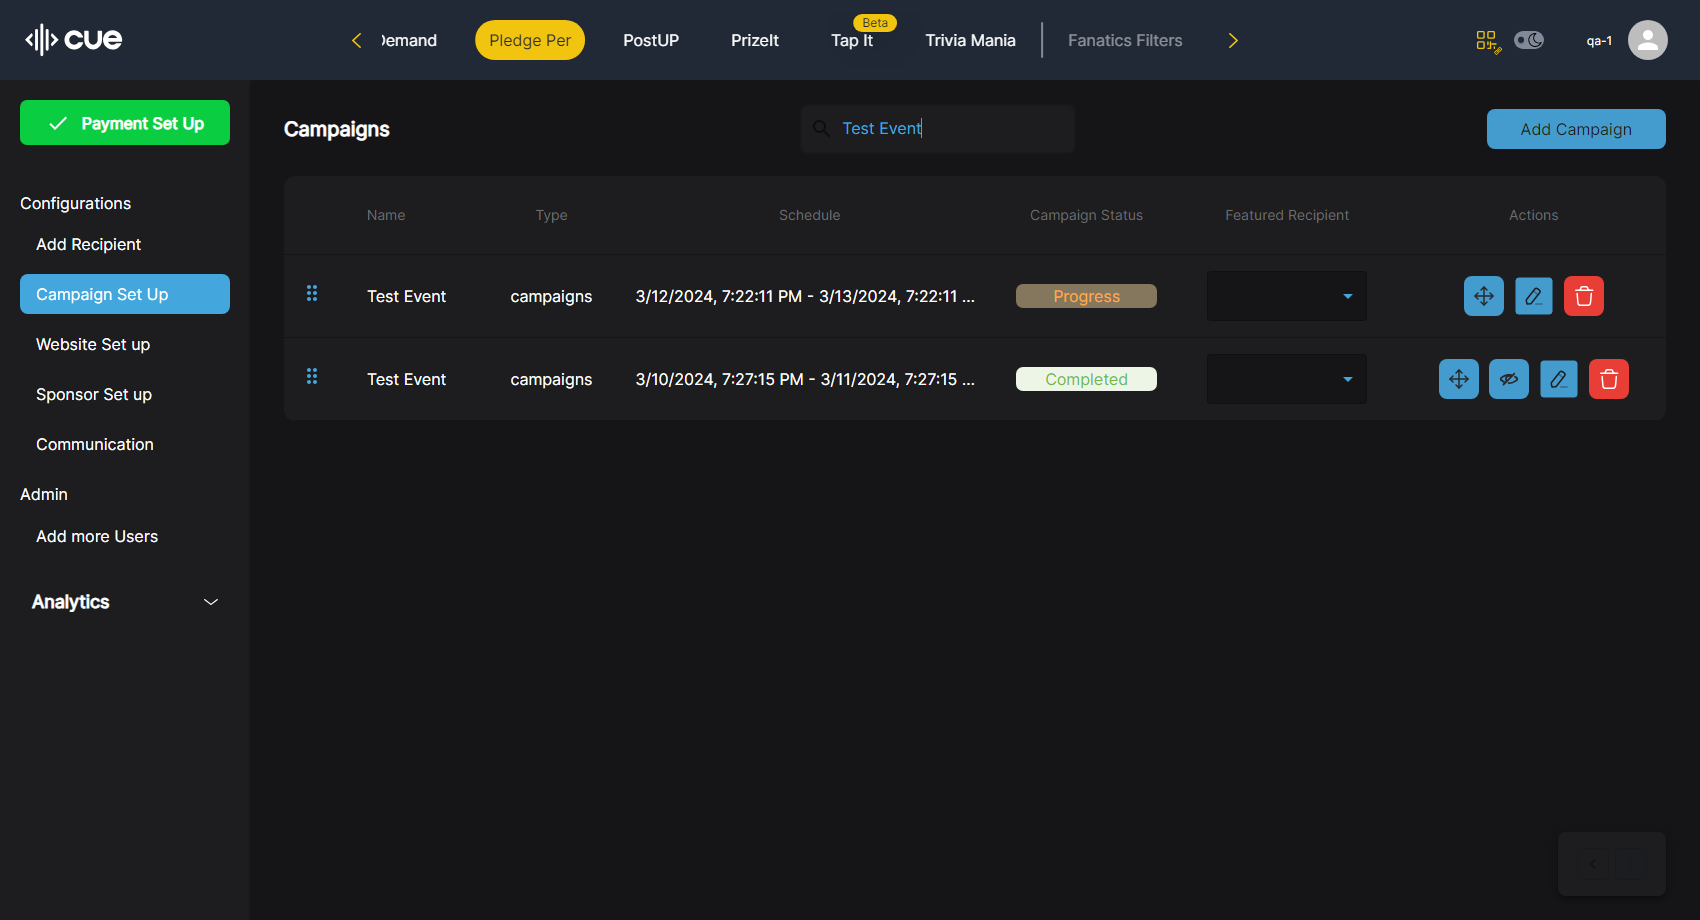 cue
Demand
Pledge Per
PostUP
PrizeIt
Beta
Tap It
Trivia Mania
Fanatics Filters
qa-1
Payment Set Up
Configurations
Add Recipient
Campaign Set Up
Website Set up
Sponsor Set up
Communication
Admin
Add more Users
Analytics
Campaigns
Test Event
Add Campaign
Name Type Schedule Campaign Status Featured Recipient Actions
Test Event campaigns 3/12/2024, 7:22:11 PM - 3/13/2024, 7:22:11 ... Progress
Test Event campaigns 3/10/2024, 7:27:15 PM - 3/11/2024, 7:27:15 ... Completed